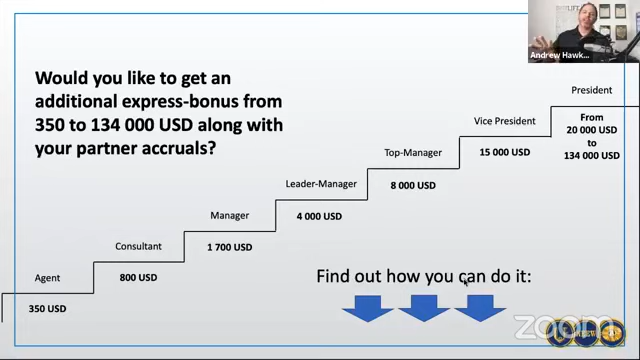 Andrew Hawk...
Would you like to get an
additional express-bonus from
350 to 134 000 USD along with
your partner accruals?
President
From
20 000 USD
to
134 000 USD
Vice President
15 000 USD
Top-Manager
8 000 USD
Leader-Manager
4 000 USD
Manager
1 700 USD
Consultant
800 USD
Agent
350 USD
Find out how you can do it:
zoom